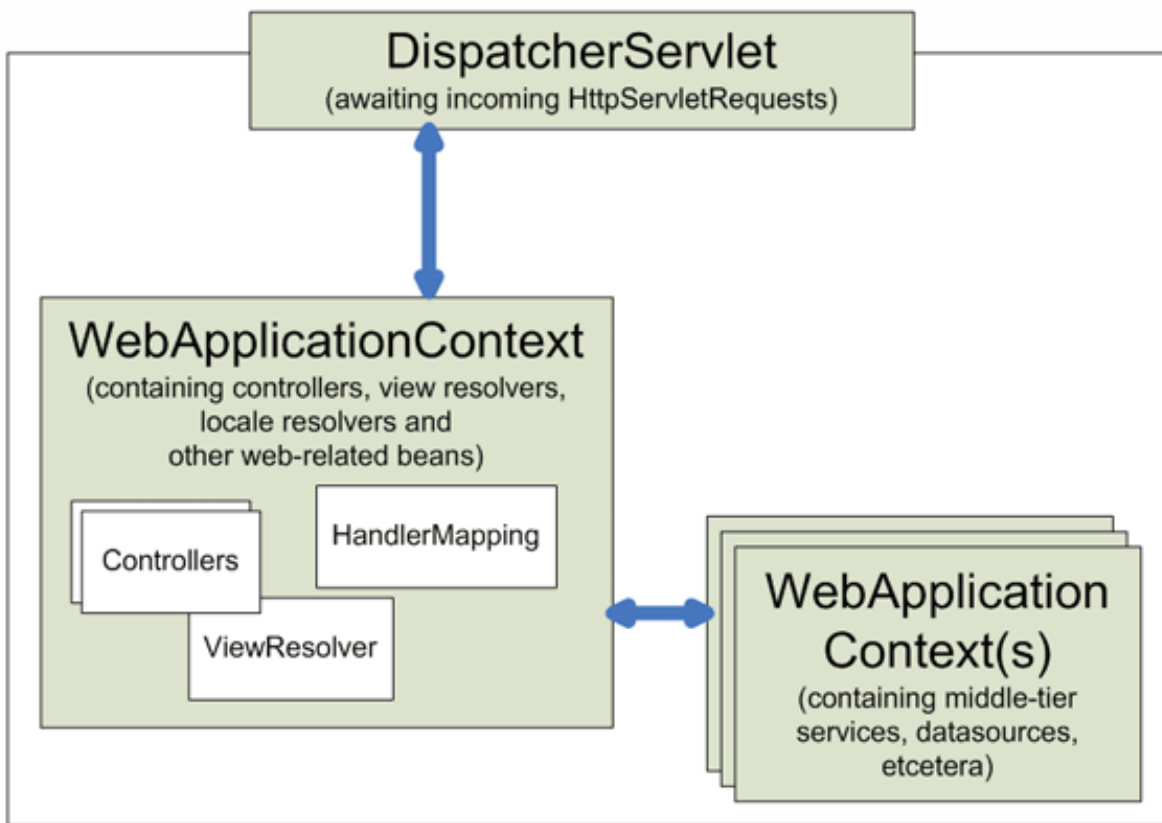 DispatcherServlet
(awaiting incoming HttpServletRequests)
WebApplicationContext
(containing controllers, view resolvers,
locale resolvers and
other web-related beans)
Controllers
HandlerMapping
ViewResolver
WebApplication
Context(s)
(containing middle-tier
services, datasources,
etcetera)